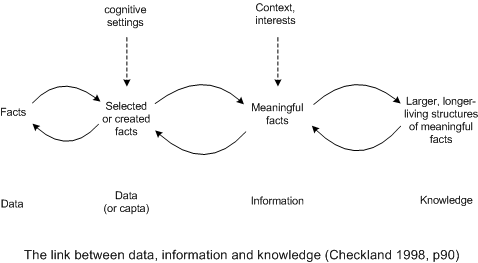 cognitive
settings
Context,
interests
Facts
Selected
or created
facts
Meaningful
facts
Larger, longer-
living structures
of meaningful
facts
Data
Data
(or capta)
Information
Knowledge
The link between data, information and knowledge (Checkland 1998, p90)